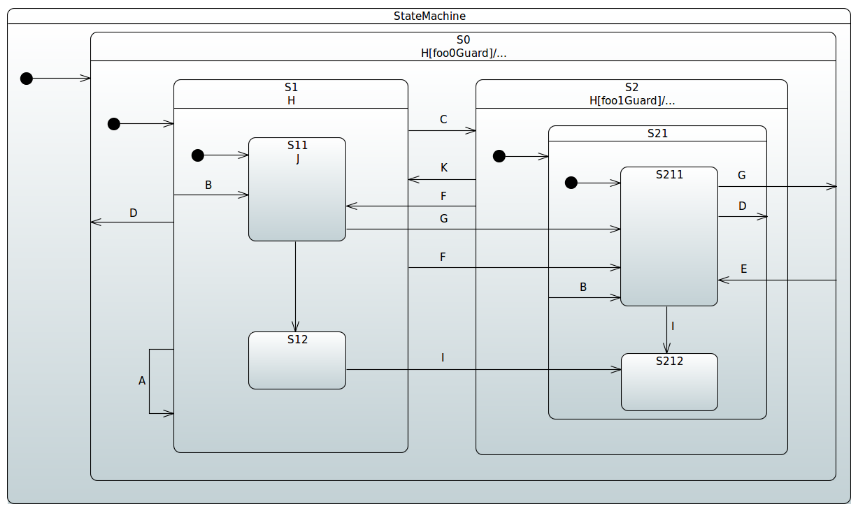 StateMachine
S0
H[foo0Guard]/...
S1
H
S2
H[foo1Guard]/...
C
S21
S11
J
K
S211
G
B
F
D
D
G
F
E
B
I
S12
S212
I
A